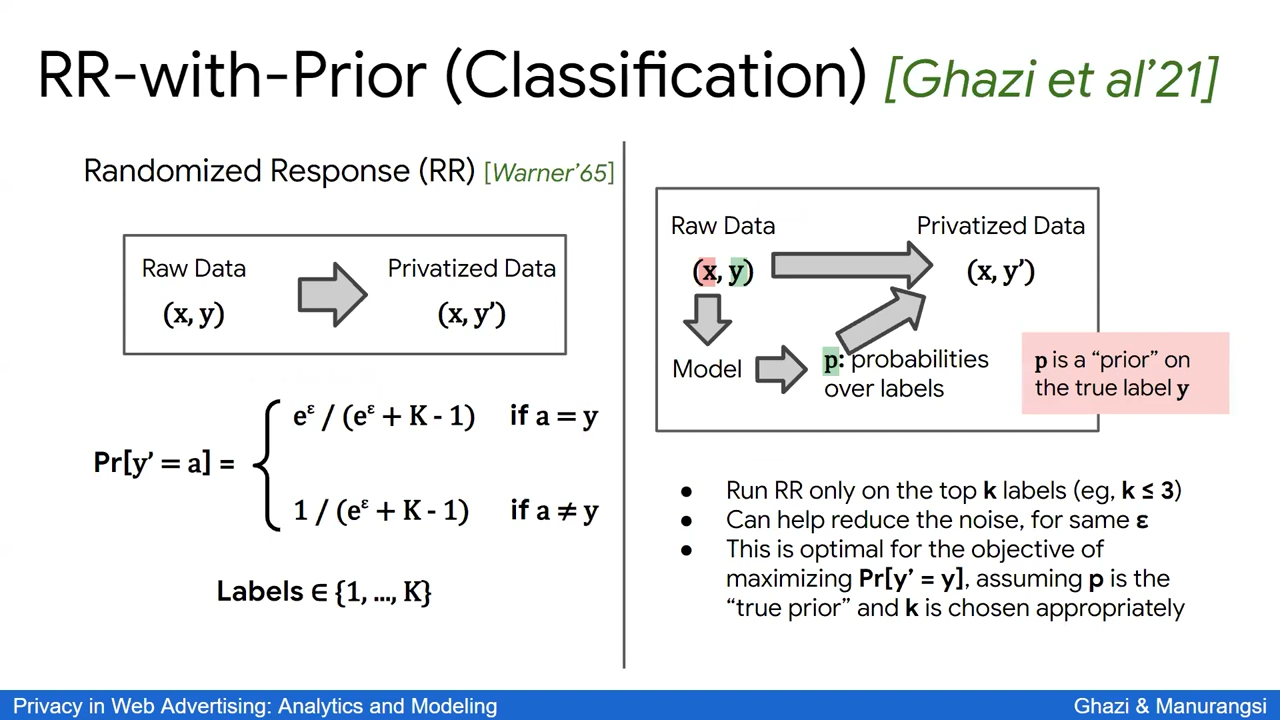 RR-with-Prior (Classification) [Ghazi et al’21]
Randomized Response (RR) [Warner’65]
Raw Data
Privatized Data
(x, y)
(x, y’)
Pr[y’ = a] =
e^ε / (e^ε + K - 1) if a = y
1 / (e^ε + K - 1) if a ≠ y
Labels ∈ {1, ..., K}
Raw Data
Privatized Data
(x, y)
(x, y’)
Model
p: probabilities
over labels
p is a “prior” on
the true label y
● Run RR only on the top k labels (eg, k ≤ 3)
● Can help reduce the noise, for same ε
● This is optimal for the objective of
maximizing Pr[y’ = y], assuming p is the
“true prior” and k is chosen appropriately
Privacy in Web Advertising: Analytics and Modeling
Ghazi & Manurangsi